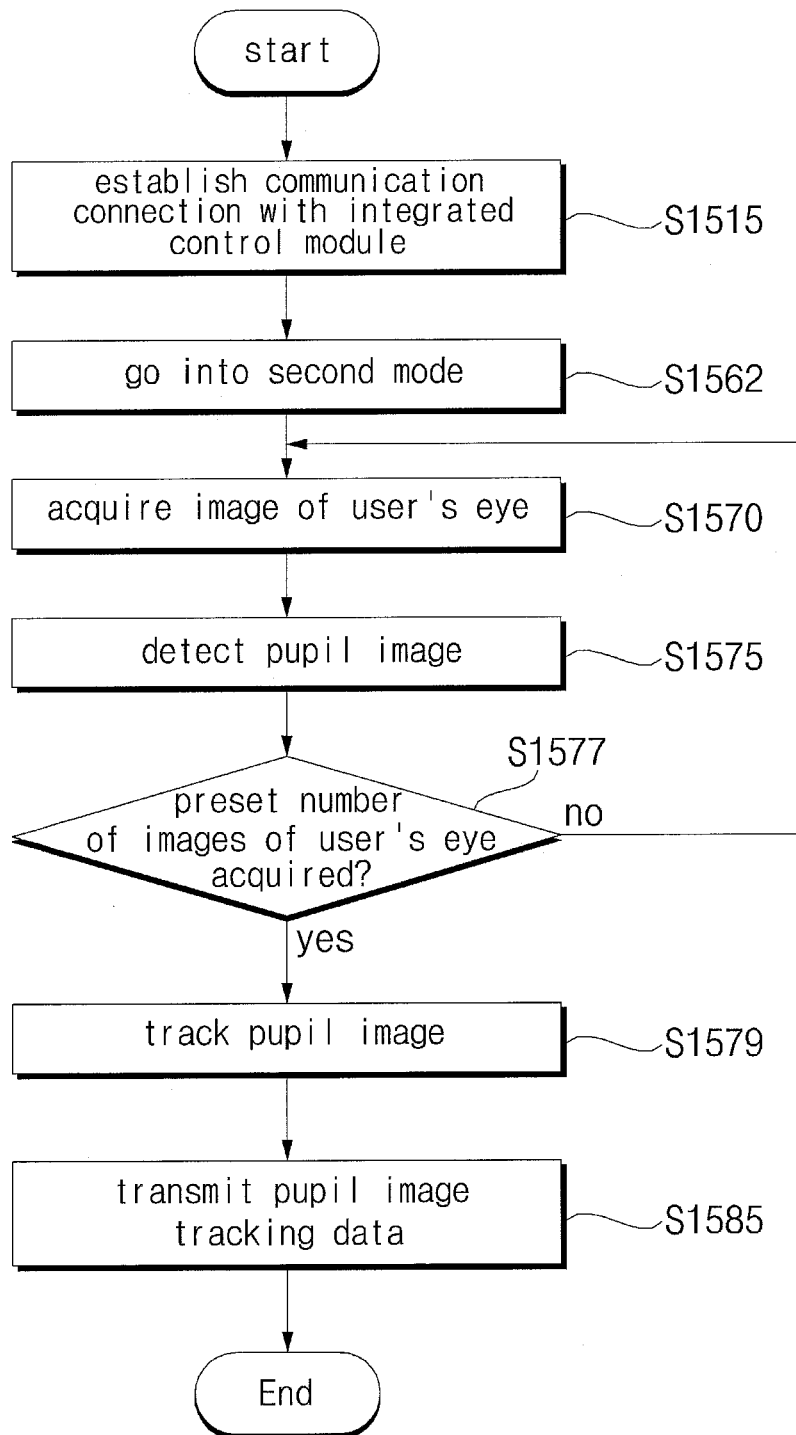 start
establish communication
connection with integrated
control module
S1515
go into second mode
S1562
acquire image of user's eye
S1570
detect pupil image
S1575
S1577
preset number
of images of user's eye
acquired?
no
yes
track pupil image
S1579
transmit pupil image
tracking data
S1585
End